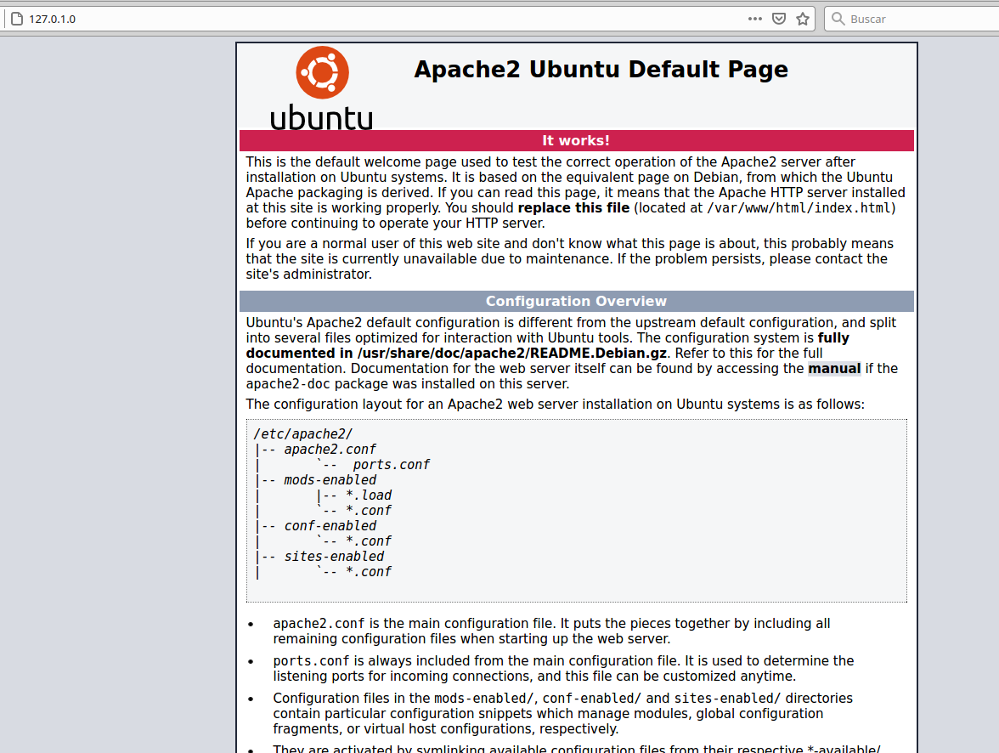 127.0.1.0
Buscar
Apache2 Ubuntu Default Page
ubuntu
It works!
This is the default welcome page used to test the correct operation of the Apache2 server after
installation on Ubuntu systems. It is based on the equivalent page on Debian, from which the Ubuntu
Apache packaging is derived. If you can read this page, it means that the Apache HTTP server installed
at this site is working properly. You should replace this file (located at /var/www/html/index.html)
before continuing to operate your HTTP server.
If you are a normal user of this web site and don't know what this page is about, this probably means
that the site is currently unavailable due to maintenance. If the problem persists, please contact the
site's administrator.
Configuration Overview
Ubuntu's Apache2 default configuration is different from the upstream default configuration, and split
into several files optimized for interaction with Ubuntu tools. The configuration system is fully
documented in /usr/share/doc/apache2/README.Debian.gz. Refer to this for the full
documentation. Documentation for the web server itself can be found by accessing the manual if the
apache2-doc package was installed on this server.
The configuration layout for an Apache2 web server installation on Ubuntu systems is as follows:
/etc/apache2/
|-- apache2.conf
|       `--  ports.conf
|-- mods-enabled
|       |-- *.load
|       `-- *.conf
|-- conf-enabled
|       `-- *.conf
|-- sites-enabled
|       `-- *.conf
• apache2.conf is the main configuration file. It puts the pieces together by including all
remaining configuration files when starting up the web server.
• ports.conf is always included from the main configuration file. It is used to determine the
listening ports for incoming connections, and this file can be customized anytime.
• Configuration files in the mods-enabled/, conf-enabled/ and sites-enabled/ directories
contain particular configuration snippets which manage modules, global configuration
fragments, or virtual host configurations, respectively.
• They are activated by symlinking available configuration files from their respective *-available/